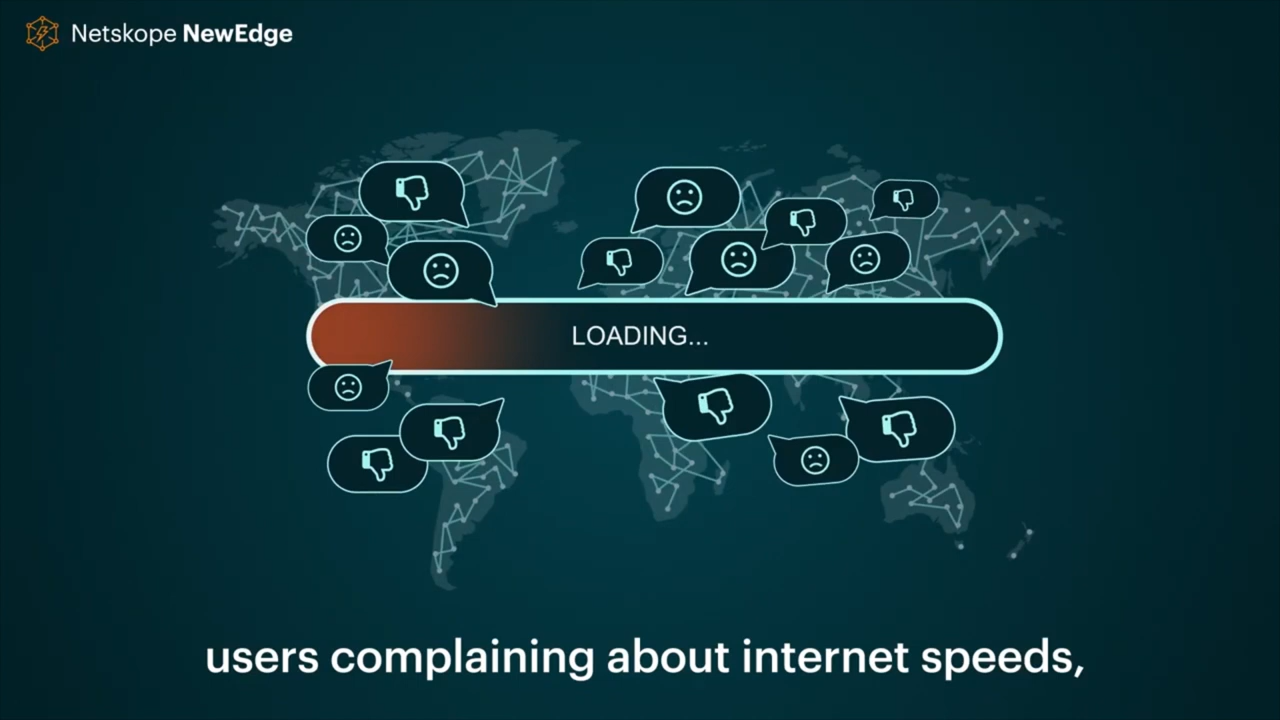 Netskope NewEdge
LOADING...
users complaining about internet speeds,